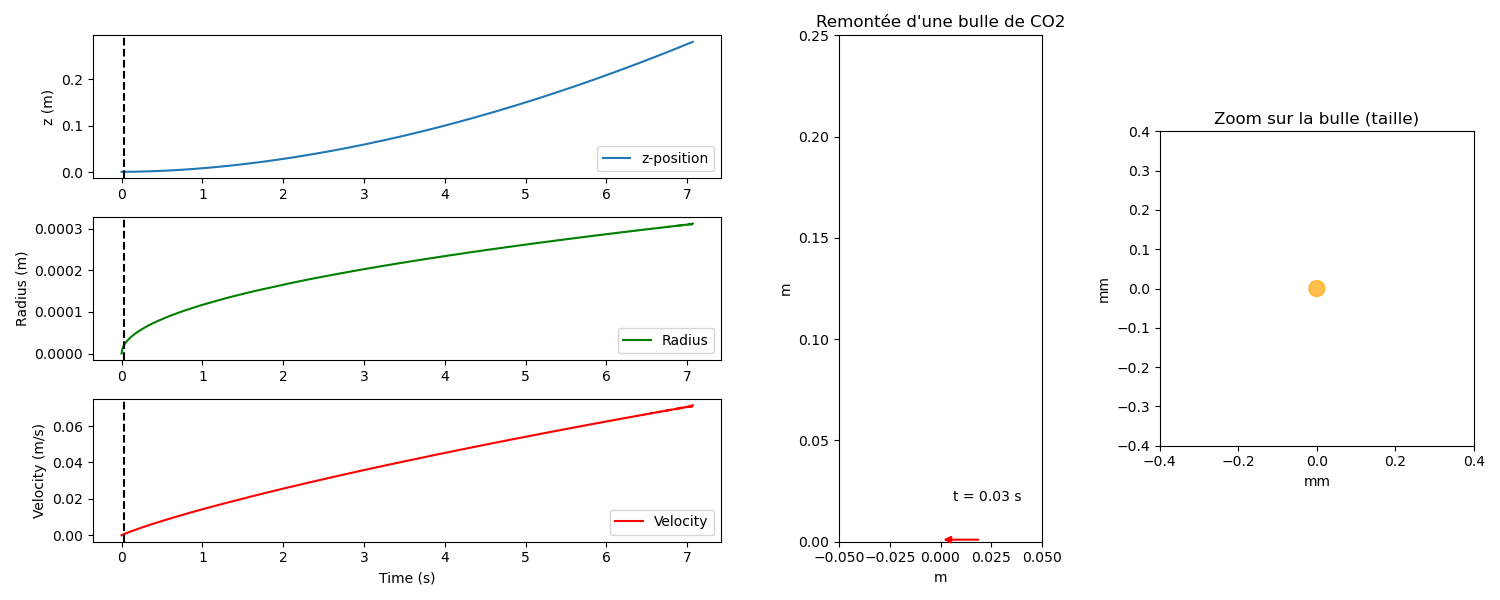 z (m)
0.2
0.1
0.0
z-position
0 1 2 3 4 5 6 7
Radius (m)
0.0003
0.0002
0.0001
0.0000
Radius
0 1 2 3 4 5 6 7
Velocity (m/s)
0.06
0.04
0.02
0.00
Velocity
0 1 2 3 4 5 6 7
Time (s)
Remontée d'une bulle de CO2
m
0.25
0.20
0.15
0.10
0.05
0.00
t = 0.03 s
−0.050 −0.025 0.000 0.025 0.050
m
Zoom sur la bulle (taille)
mm
0.4
0.3
0.2
0.1
0.0
−0.1
−0.2
−0.3
−0.4
−0.4 −0.2 0.0 0.2 0.4
mm